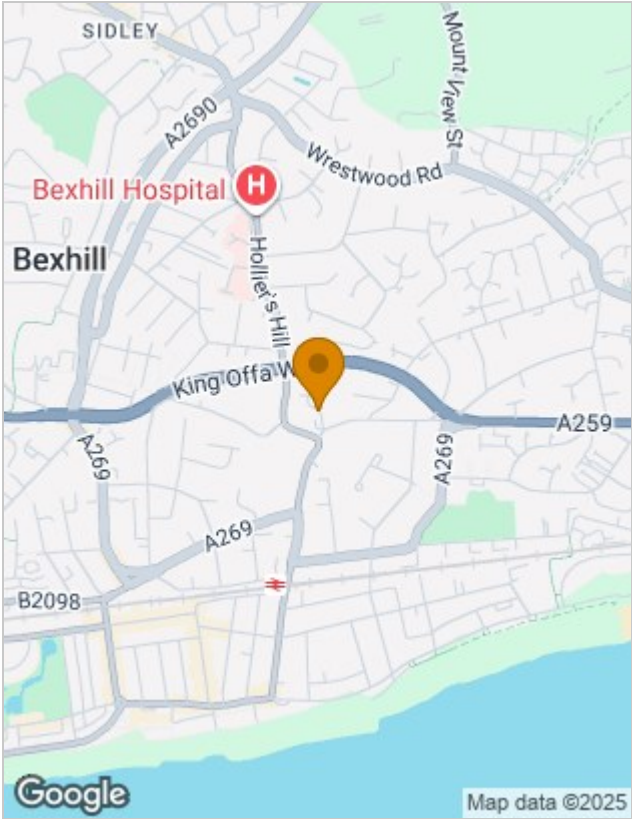 SIDLEY
Mount View St
A2690
Wrestwood Rd
Bexhill Hospital
H
Bexhill
Hollier's Hill
King Offa W
A259
A269
A269
A269
B2098
Google
Map data ©2025